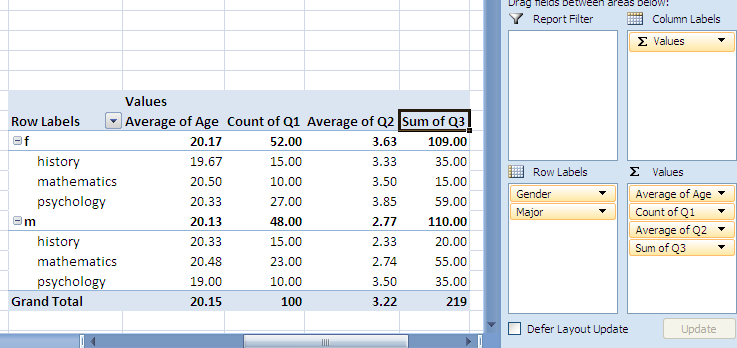 Drag fields between areas below:
Report Filter
Column Labels
Σ Values
Values
Row Labels Average of Age Count of Q1 Average of Q2 Sum of Q3
f 20.17 52.00 3.63 109.00
history 19.67 15.00 3.33 35.00
mathematics 20.50 10.00 3.50 15.00
psychology 20.33 27.00 3.85 59.00
m 20.13 48.00 2.77 110.00
history 20.33 15.00 2.33 20.00
mathematics 20.48 23.00 2.74 55.00
psychology 19.00 10.00 3.50 35.00
Grand Total 20.15 100 3.22 219
Row Labels
Σ Values
Gender
Major
Average of Age
Count of Q1
Average of Q2
Sum of Q3
Defer Layout Update
Update